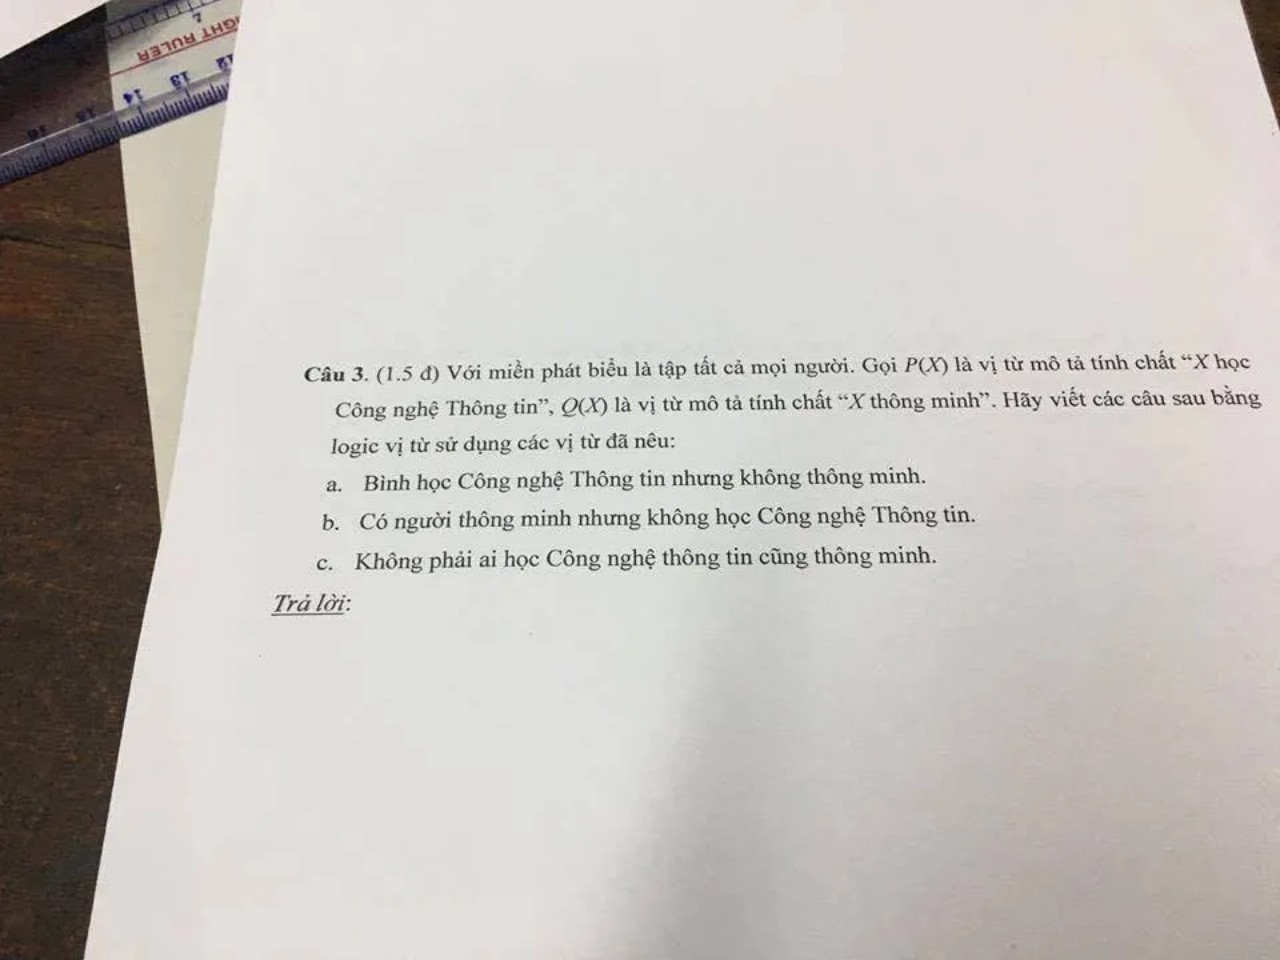 GHT RULER
7
12
13
14
Câu 3. (1.5 đ) Với miền phát biểu là tập tất cả mọi người. Gọi P(X) là vị từ mô tả tính chất “X học
Công nghệ Thông tin”, Q(X) là vị từ mô tả tính chất “X thông minh”. Hãy viết các câu sau bằng
logic vị từ sử dụng các vị từ đã nêu:
a. Bình học Công nghệ Thông tin nhưng không thông minh.
b. Có người thông minh nhưng không học Công nghệ Thông tin.
c. Không phải ai học Công nghệ thông tin cũng thông minh.
Trả lời: